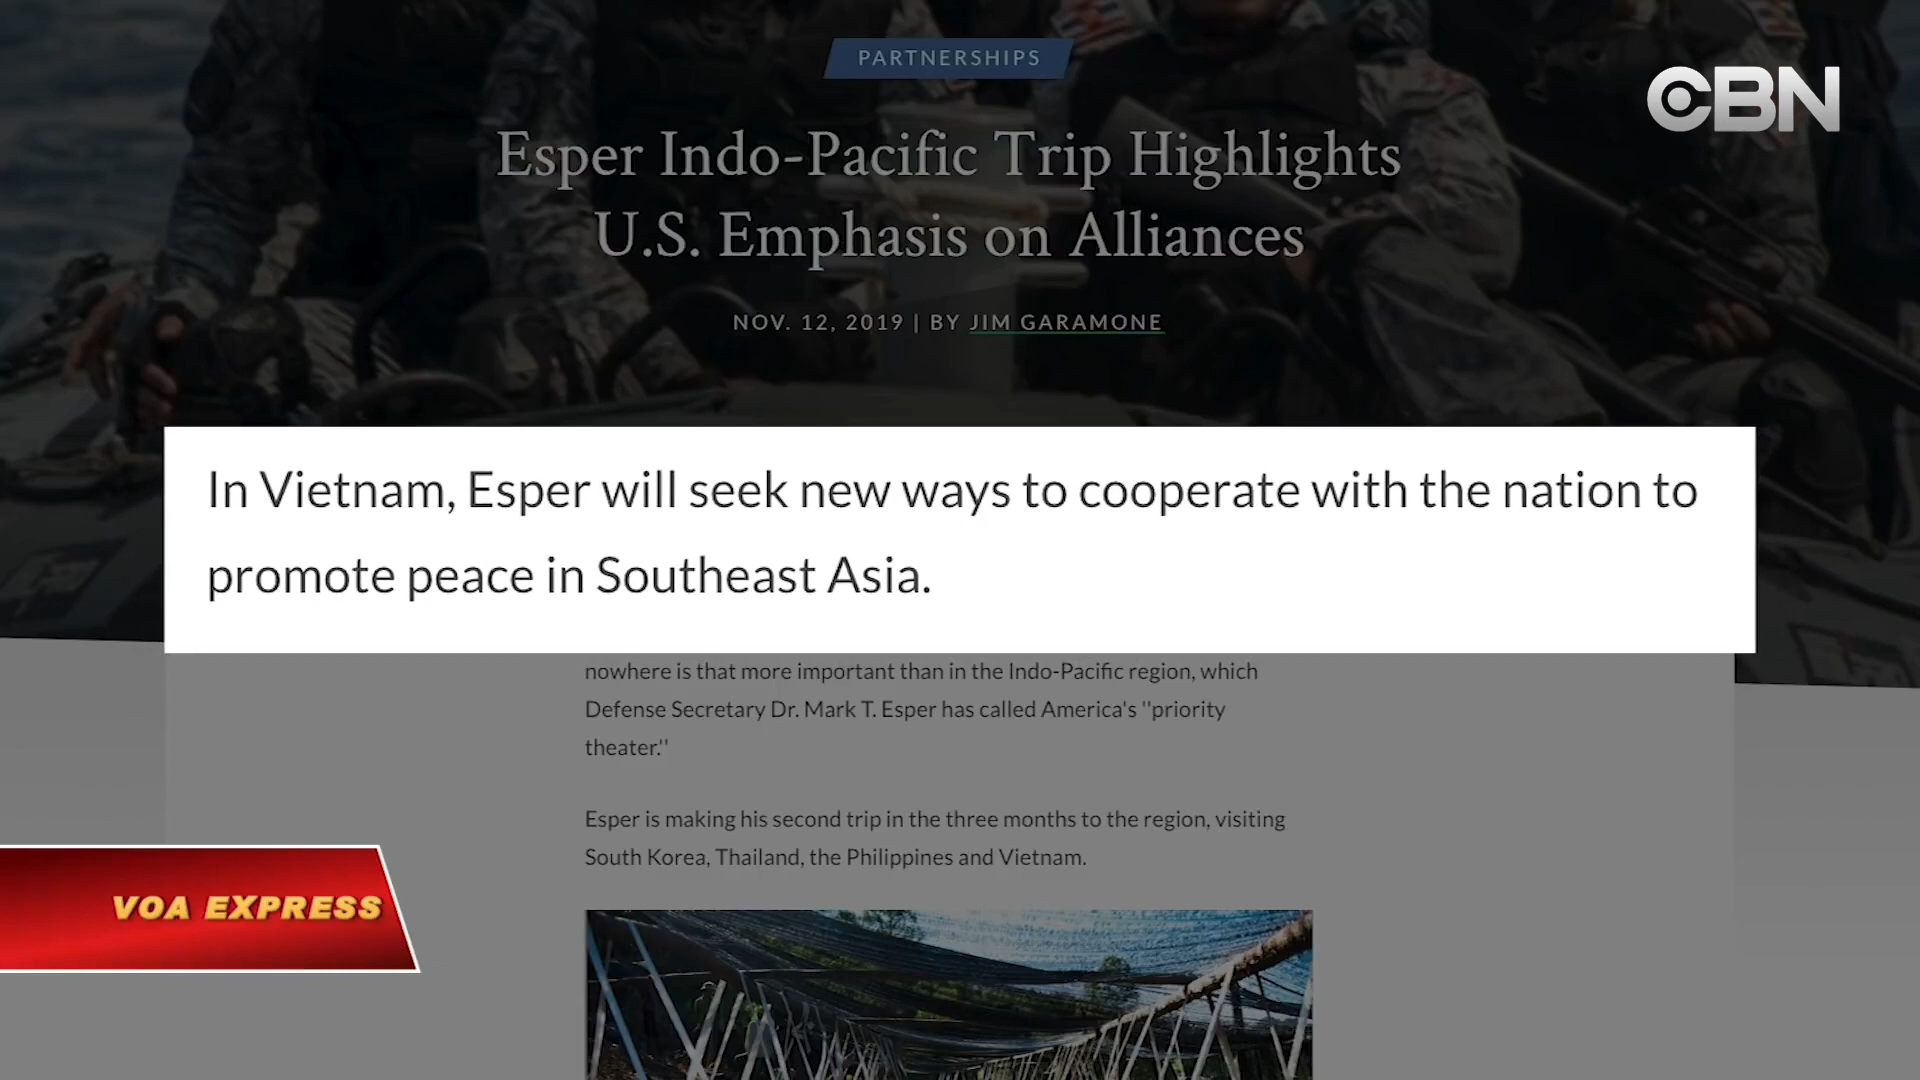 PARTNERSHIPS
CBN
Esper Indo-Pacific Trip Highlights
U.S. Emphasis on Alliances
NOV. 12, 2019 | BY JIM GARAMONE
In Vietnam, Esper will seek new ways to cooperate with the nation to
promote peace in Southeast Asia.
nowhere is that more important than in the Indo-Pacific region, which
Defense Secretary Dr. Mark T. Esper has called America's "priority
theater."
Esper is making his second trip in the three months to the region, visiting
South Korea, Thailand, the Philippines and Vietnam.
VOA EXPRESS